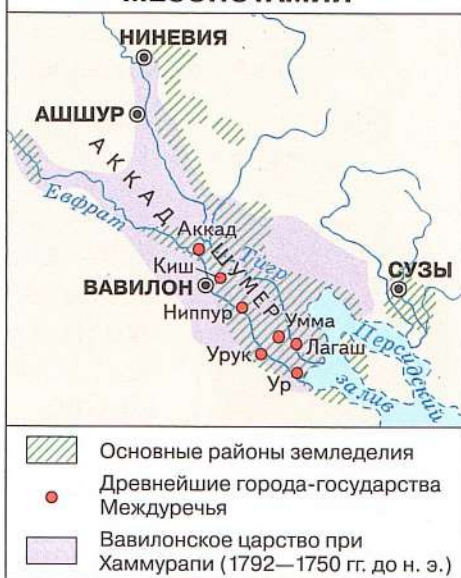 НИНЕВИЯ
АШШУР
АККАД
Евфрат
Аккад
ШУМЕР
Тигр
Киш
ВАВИЛОН
СУЗЫ
Ниппур
Умма
Персидский
залив
Урук
Лагаш
Ур
Основные районы земледелия
Древнейшие города-государства
Междуречья
Вавилонское царство при
Хаммурапи (1792—1750 гг. до н. э.)